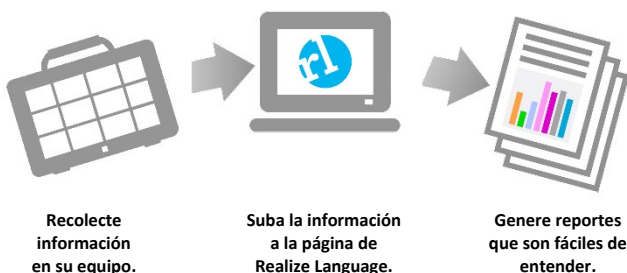 rl
Recolecte
información
en su equipo.
Suba la información
a la página de
Realize Language.
Genere reportes
que son fáciles de
entender.